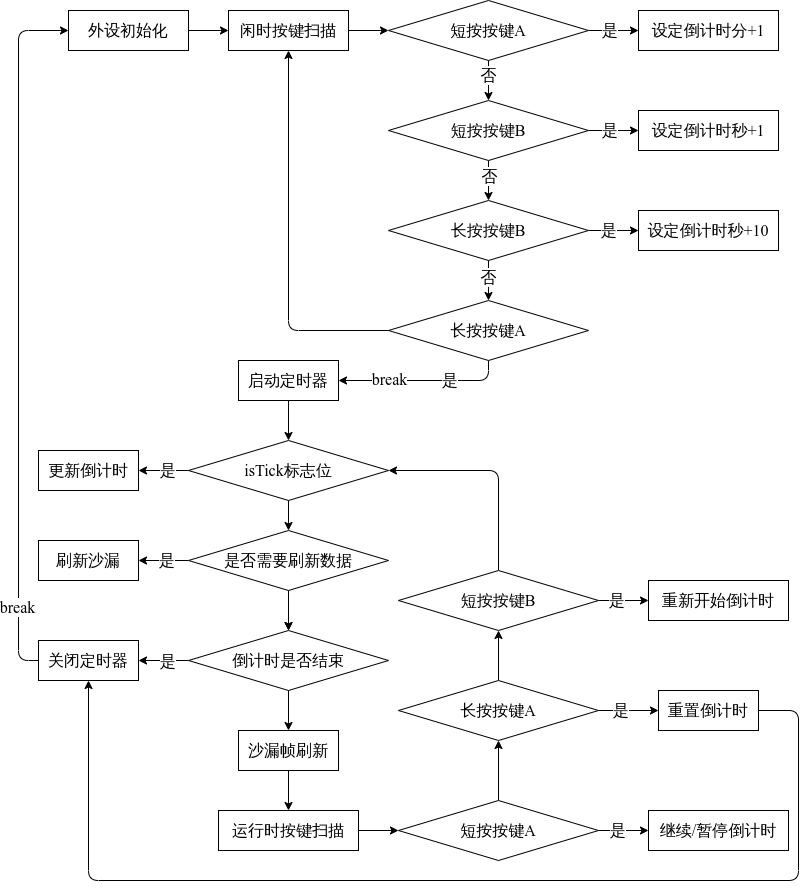 外设初始化
闲时按键扫描
短按按键A
是
设定倒计时分+1
否
短按按键B
是
设定倒计时秒+1
否
长按按键B
是
设定倒计时秒+10
否
长按按键A
启动定时器
break
是
更新倒计时
是
isTick标志位
刷新沙漏
是
是否需要刷新数据
短按按键B
是
重新开始倒计时
break
关闭定时器
是
倒计时是否结束
长按按键A
是
重置倒计时
沙漏帧刷新
运行时按键扫描
短按按键A
是
继续/暂停倒计时